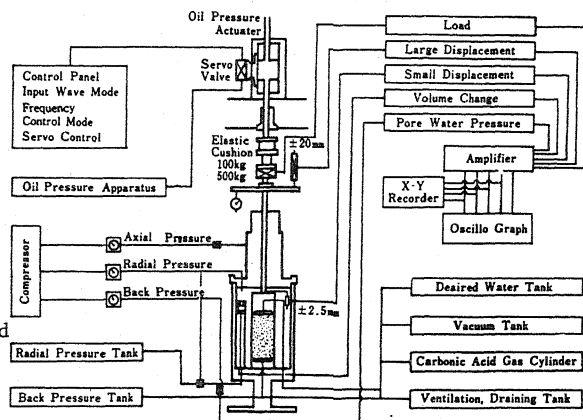 Oil Pressure
Actuater
Servo
Valve
Control Panel
Input Wave Mode
Frequency
Control Mode
Servo Control
Oil Pressure Apparatus
Elastic
Cushion
100kg
500kg
±20mm
Load
Large Displacement
Small Displacement
Volume Change
Pore Water Pressure
Amplifier
X-Y
Recorder
Oscillo Graph
Compressor
Axial Pressure
Radial Pressure
Back Pressure
±2.5mm
d
Radial Pressure Tank
Back Pressure Tank
Desired Water Tank
Vacuum Tank
Carbonic Acid Gas Cylinder
Ventilation, Draining Tank